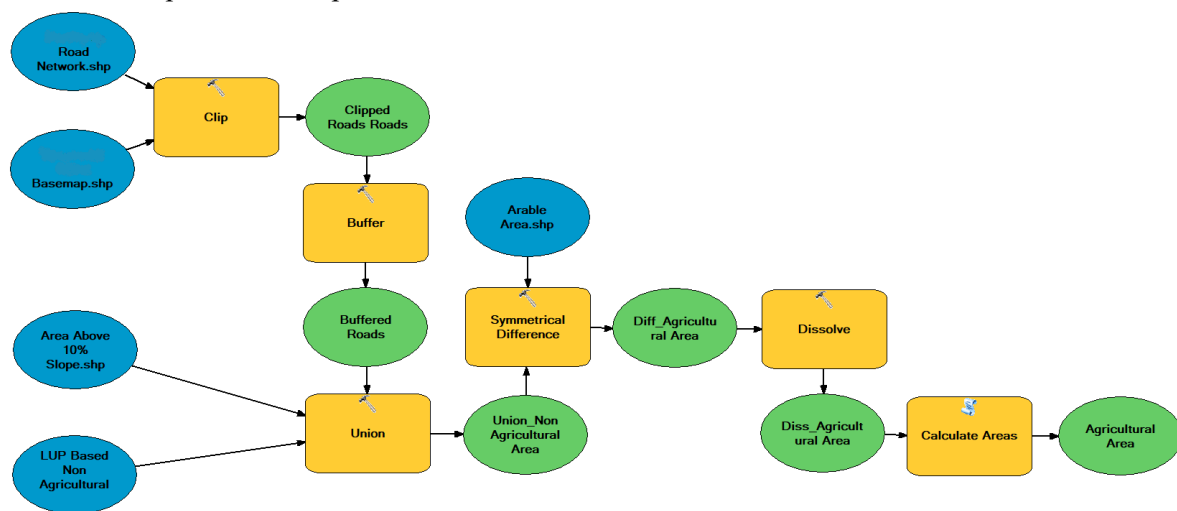 Road
Network.shp
Clip
Clipped
Roads Roads
Basemap.shp
Buffer
Arable
Area.shp
Buffered
Roads
Symmetrical
Difference
Diff_Agricultu
ral Area
Dissolve
Area Above
10%
Slope.shp
Union
Union_Non
Agricultural
Area
Diss_Agricult
ural Area
Calculate Areas
Agricultural
Area
LUP Based
Non
Agricultural